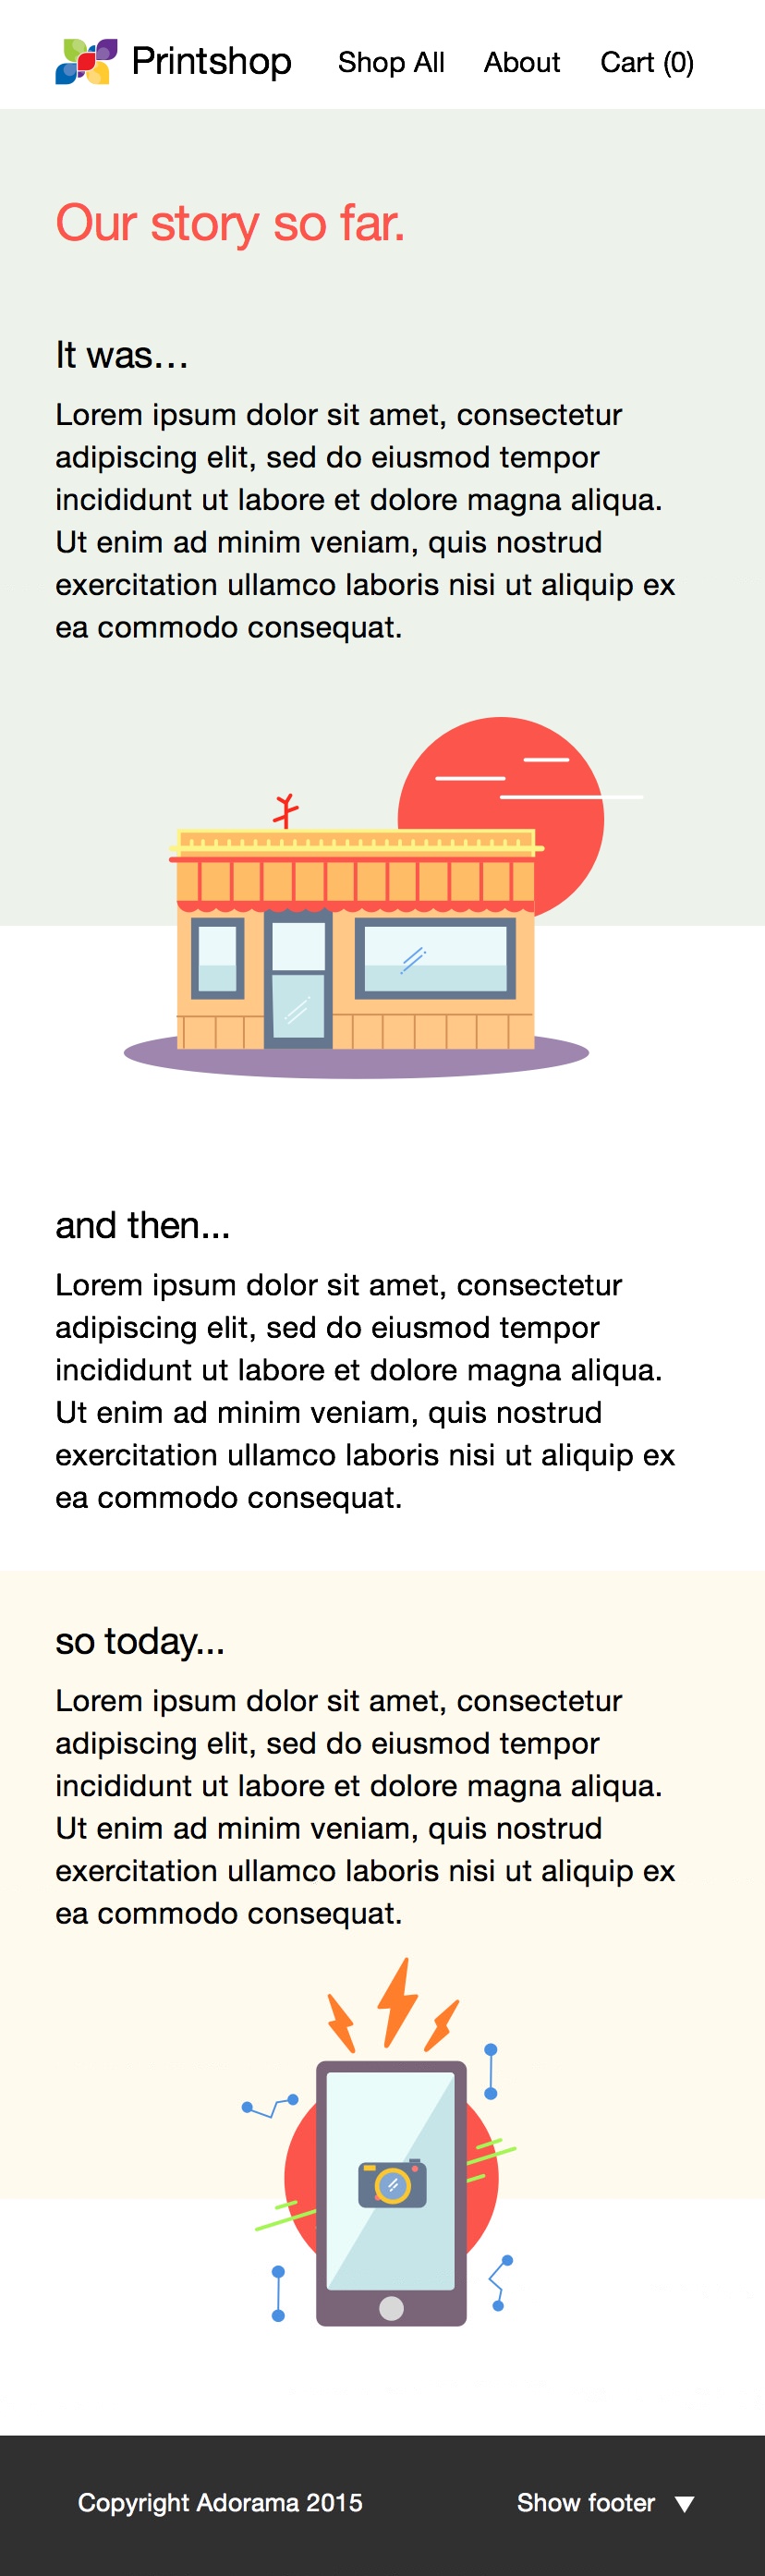 Printshop Shop All About Cart (0)
Our story so far.
It was…
Lorem ipsum dolor sit amet, consectetur
adipiscing elit, sed do eiusmod tempor
incididunt ut labore et dolore magna aliqua.
Ut enim ad minim veniam, quis nostrud
exercitation ullamco laboris nisi ut aliquip ex
ea commodo consequat.
and then...
Lorem ipsum dolor sit amet, consectetur
adipiscing elit, sed do eiusmod tempor
incididunt ut labore et dolore magna aliqua.
Ut enim ad minim veniam, quis nostrud
exercitation ullamco laboris nisi ut aliquip ex
ea commodo consequat.
so today...
Lorem ipsum dolor sit amet, consectetur
adipiscing elit, sed do eiusmod tempor
incididunt ut labore et dolore magna aliqua.
Ut enim ad minim veniam, quis nostrud
exercitation ullamco laboris nisi ut aliquip ex
ea commodo consequat.
Copyright Adorama 2015 Show footer ▼